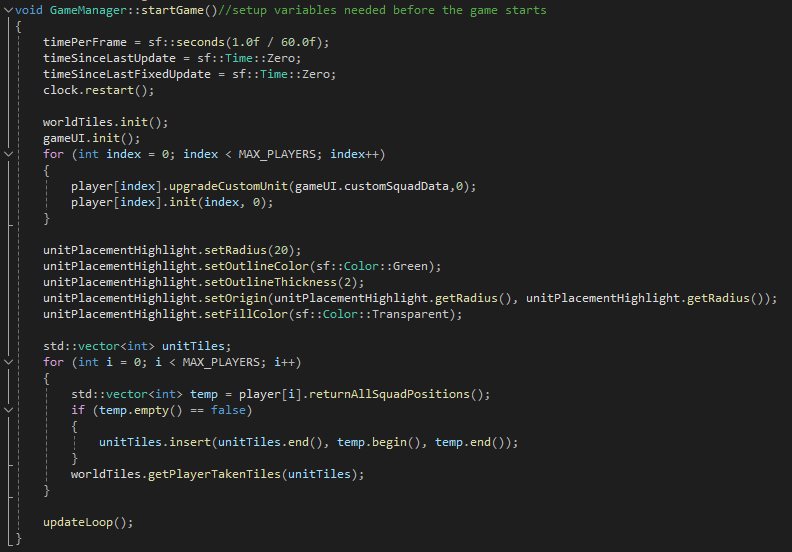 void GameManager::startGame()//setup variables needed before the game starts
{
timePerFrame = sf::seconds(1.0f / 60.0f);
timeSinceLastUpdate = sf::Time::Zero;
timeSinceLastFixedUpdate = sf::Time::Zero;
clock.restart();
worldTiles.init();
gameUI.init();
for (int index = 0; index < MAX_PLAYERS; index++)
{
player[index].upgradeCustomUnit(gameUI.customSquadData,0);
player[index].init(index, 0);
}
unitPlacementHighlight.setRadius(20);
unitPlacementHighlight.setOutlineColor(sf::Color::Green);
unitPlacementHighlight.setOutlineThickness(2);
unitPlacementHighlight.setOrigin(unitPlacementHighlight.getRadius(), unitPlacementHighlight.getRadius());
unitPlacementHighlight.setFillColor(sf::Color::Transparent);
std::vector<int> unitTiles;
for (int i = 0; i < MAX_PLAYERS; i++)
{
std::vector<int> temp = player[i].returnAllSquadPositions();
if (temp.empty() == false)
{
unitTiles.insert(unitTiles.end(), temp.begin(), temp.end());
}
worldTiles.getPlayerTakenTiles(unitTiles);
}
updateLoop();
}